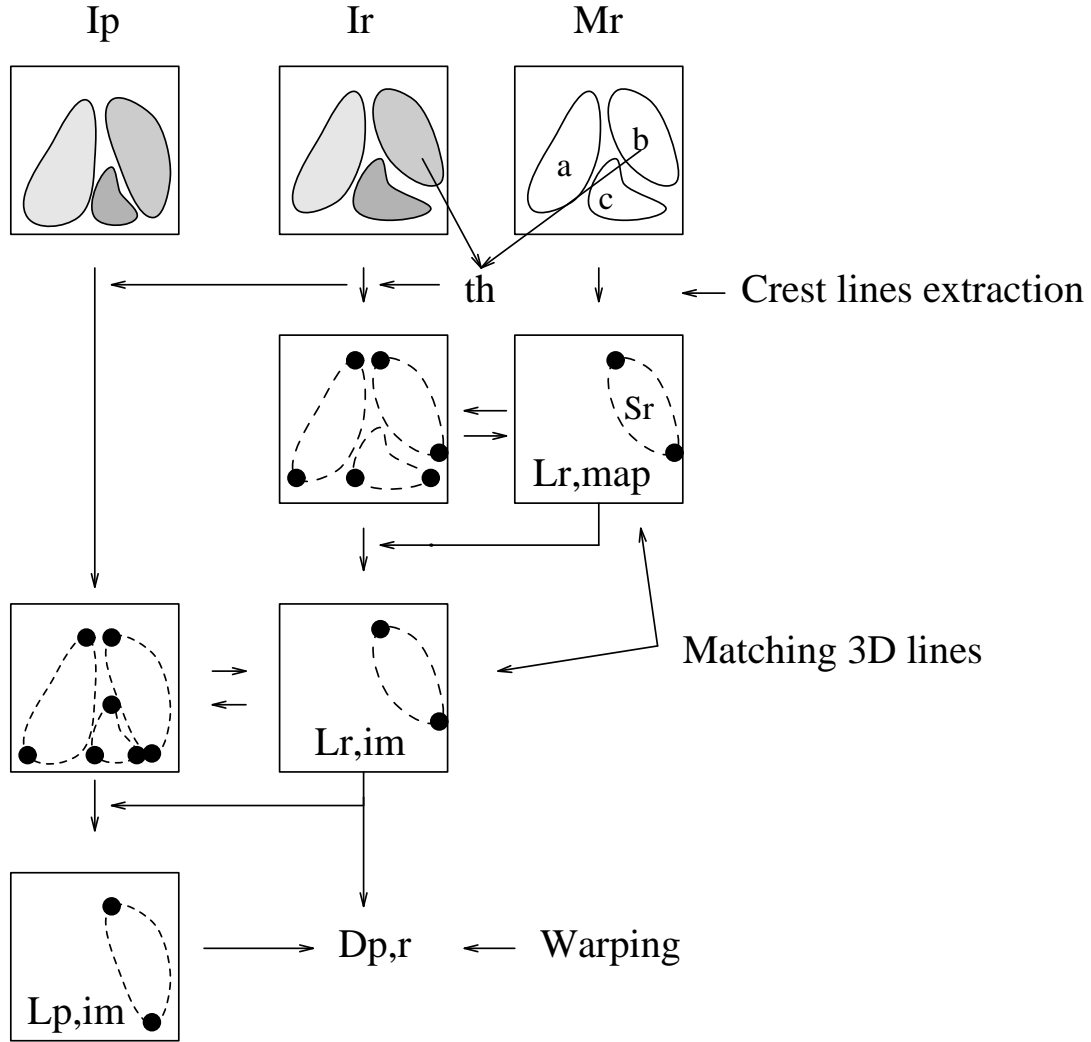 Ip
Ir
Mr
a
b
c
th
Crest lines extraction
Sr
Lr,map
Matching 3D lines
Lr,im
Dp,r
Warping
Lp,im